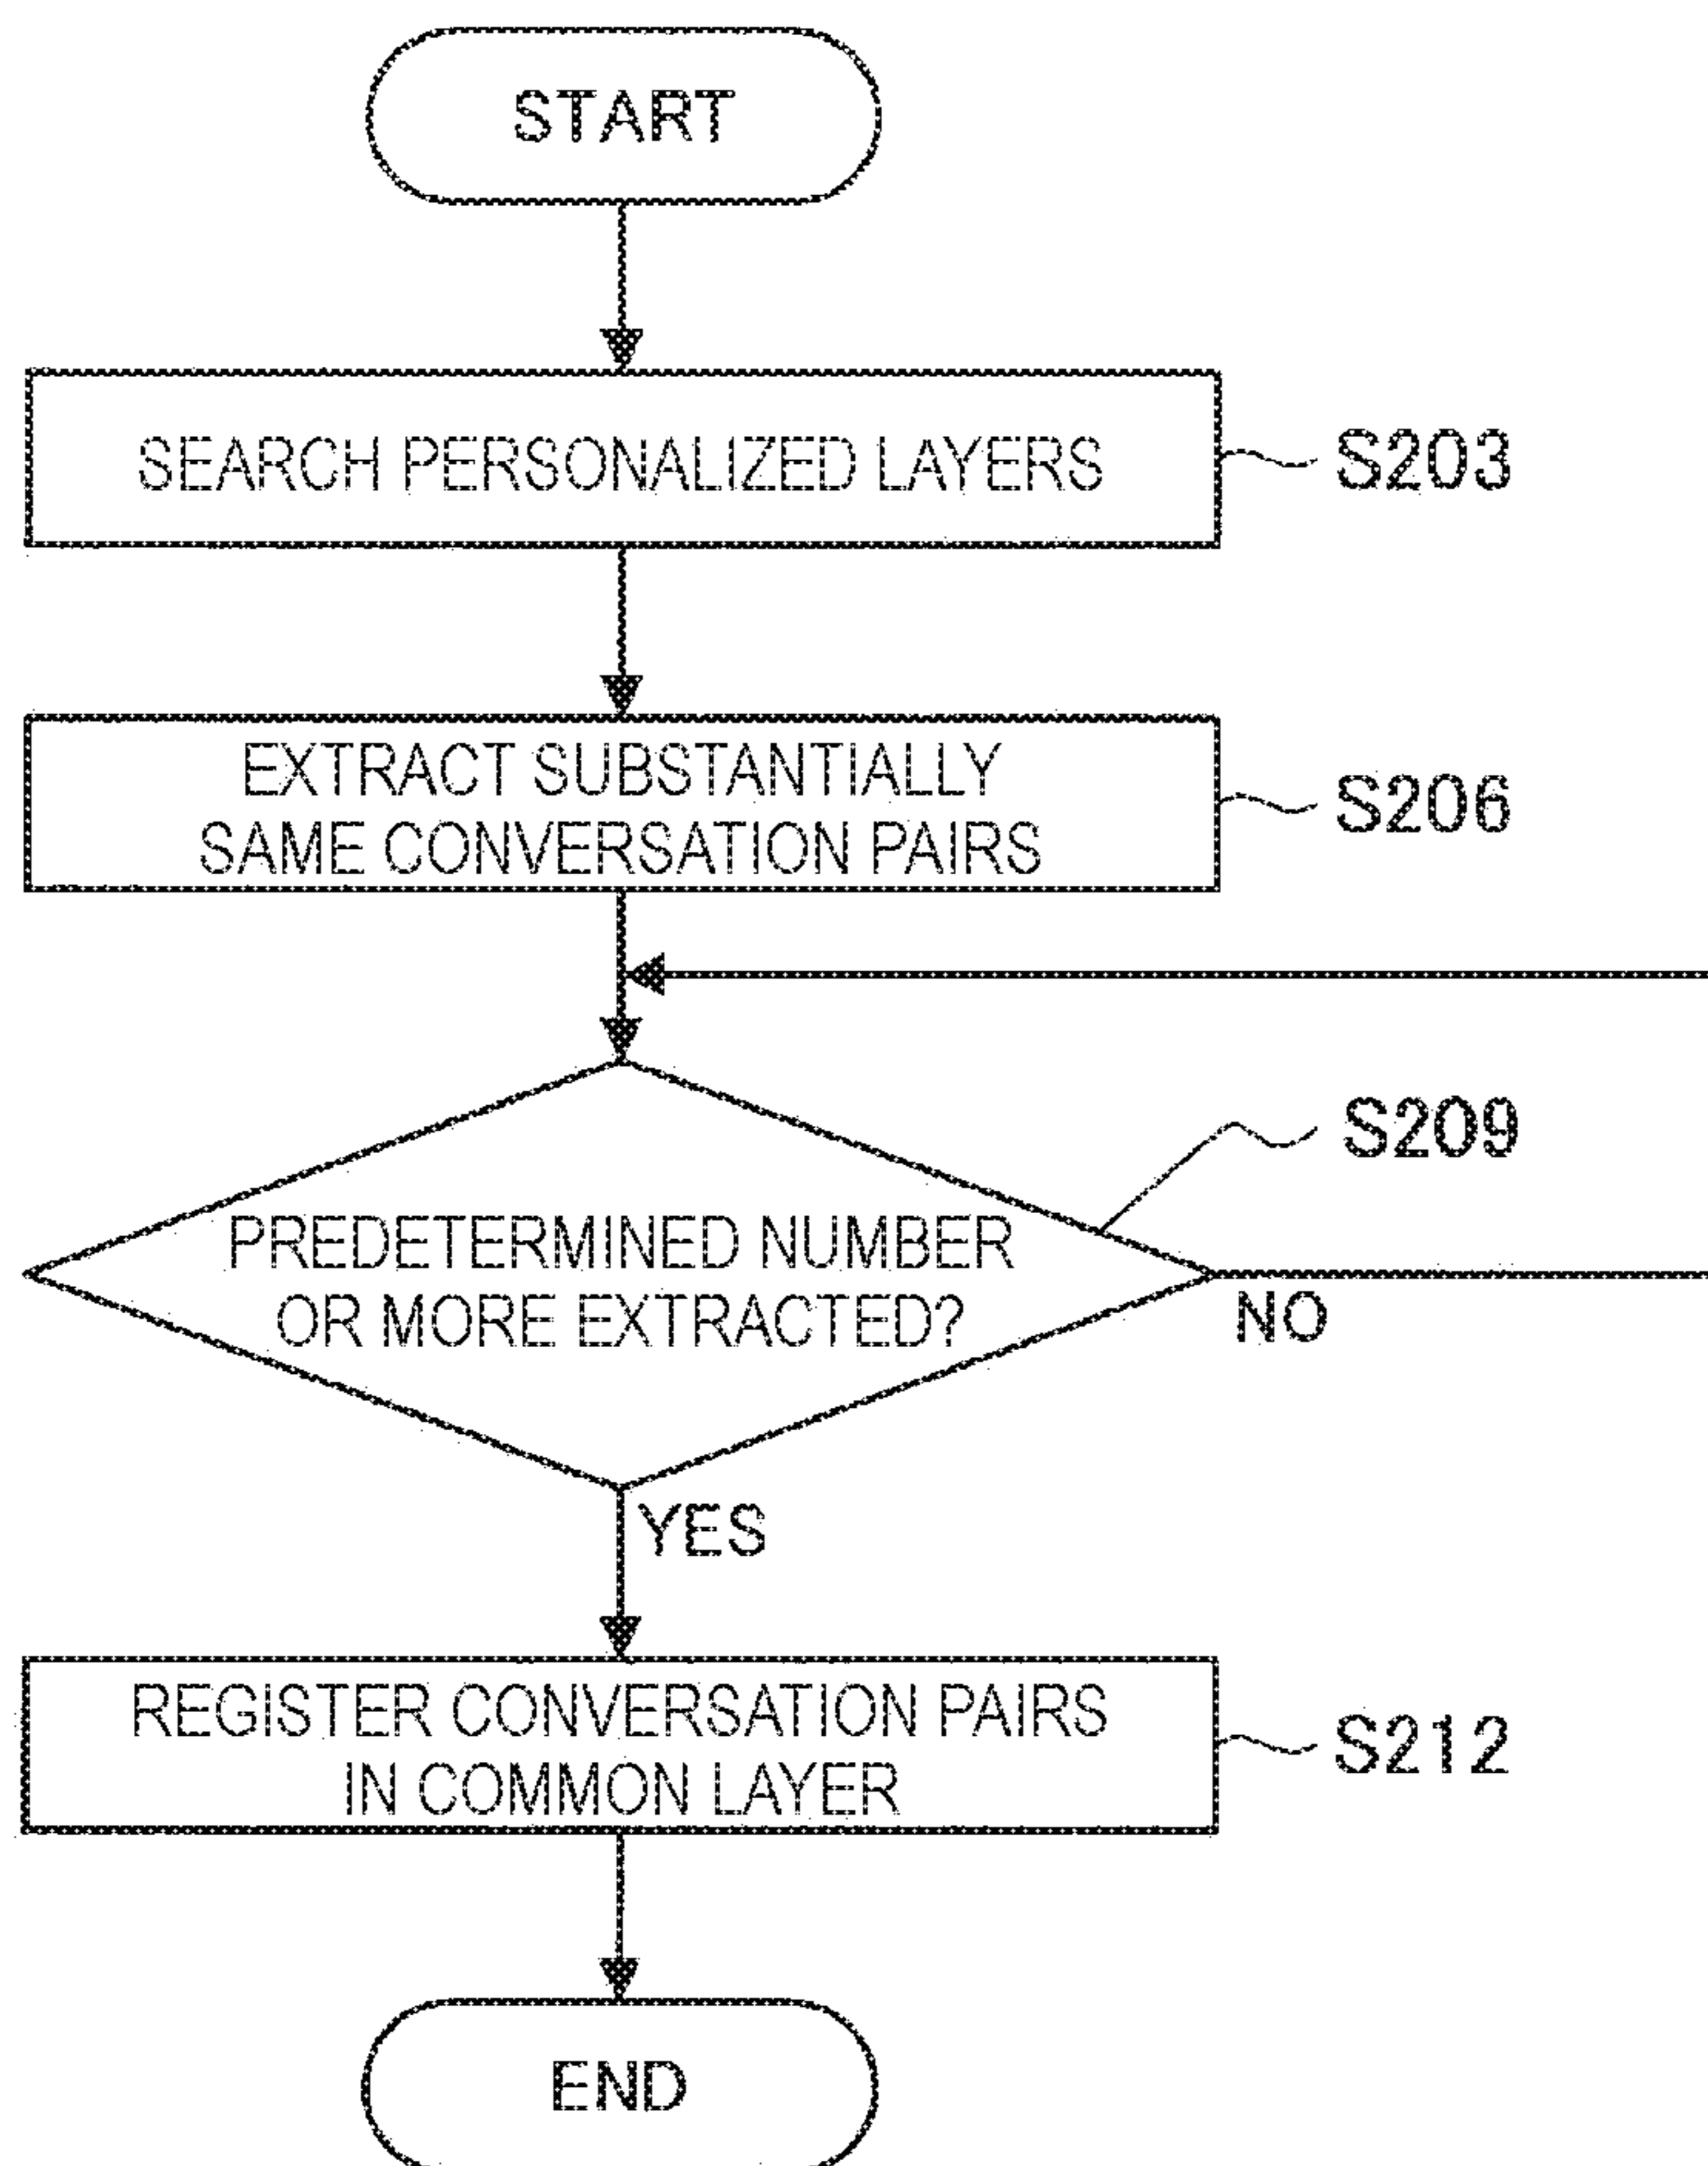 START
SEARCH PERSONALIZED LAYERS
S203
EXTRACT SUBSTANTIALLY
SAME CONVERSATION PAIRS
S206
S209
PREDETERMINED NUMBER
OR MORE EXTRACTED?
NO
YES
REGISTER CONVERSATION PAIRS
IN COMMON LAYER
S212
END